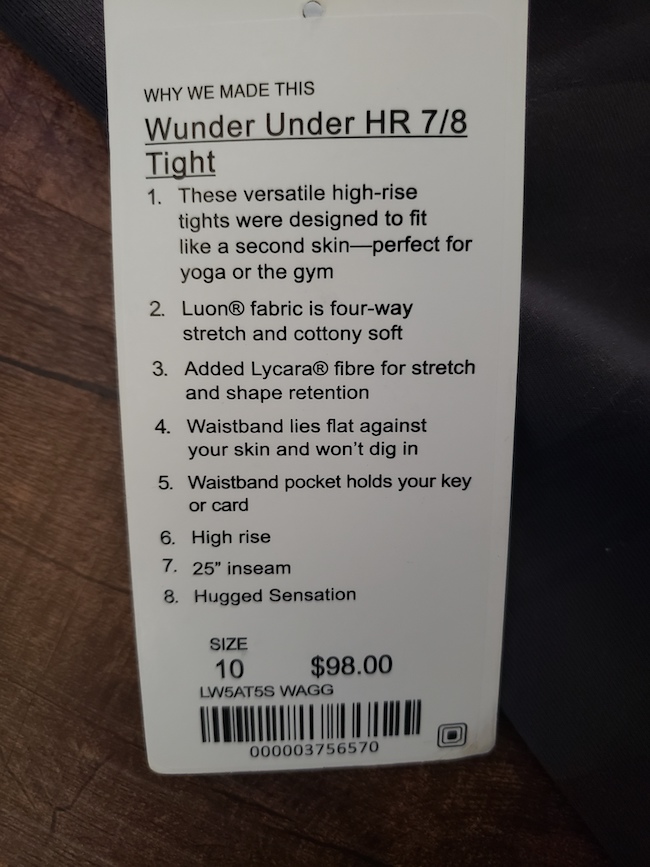 WHY WE MADE THIS
Wunder Under HR 7/8
Tight
1. These versatile high-rise
tights were designed to fit
like a second skin—perfect for
yoga or the gym
2. Luon® fabric is four-way
stretch and cottony soft
3. Added Lycara® fibre for stretch
and shape retention
4. Waistband lies flat against
your skin and won't dig in
5. Waistband pocket holds your key
or card
6. High rise
7. 25" inseam
8. Hugged Sensation
SIZE
10 $98.00
LW5AT5S WAGG
000003756570